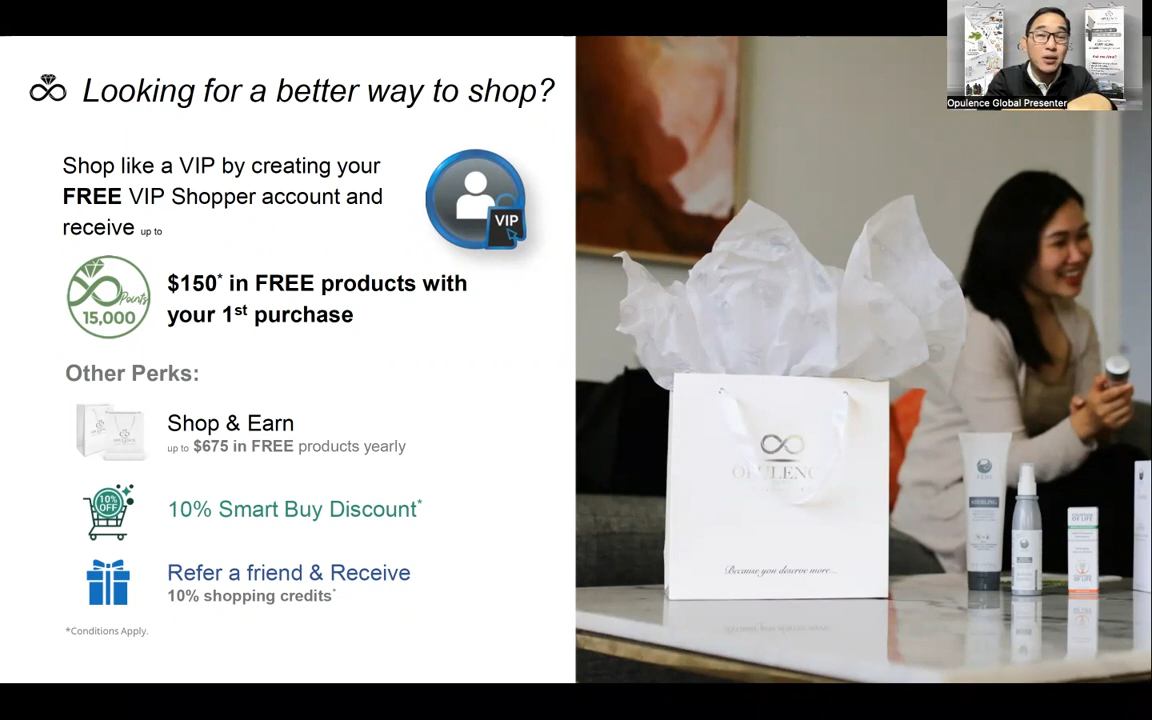 Looking for a better way to shop?
Shop like a VIP by creating your
FREE VIP Shopper account and
receive up to
VIP
Points
15,000
$150* in FREE products with
your 1st purchase
Other Perks:
Shop & Earn
up to $675 in FREE products yearly
10%
OFF
10% Smart Buy Discount*
Refer a friend & Receive
10% shopping credits*
*Conditions Apply.
Opulence Global Presenter
OPULENC
Because you deserve more...
OF LIFE